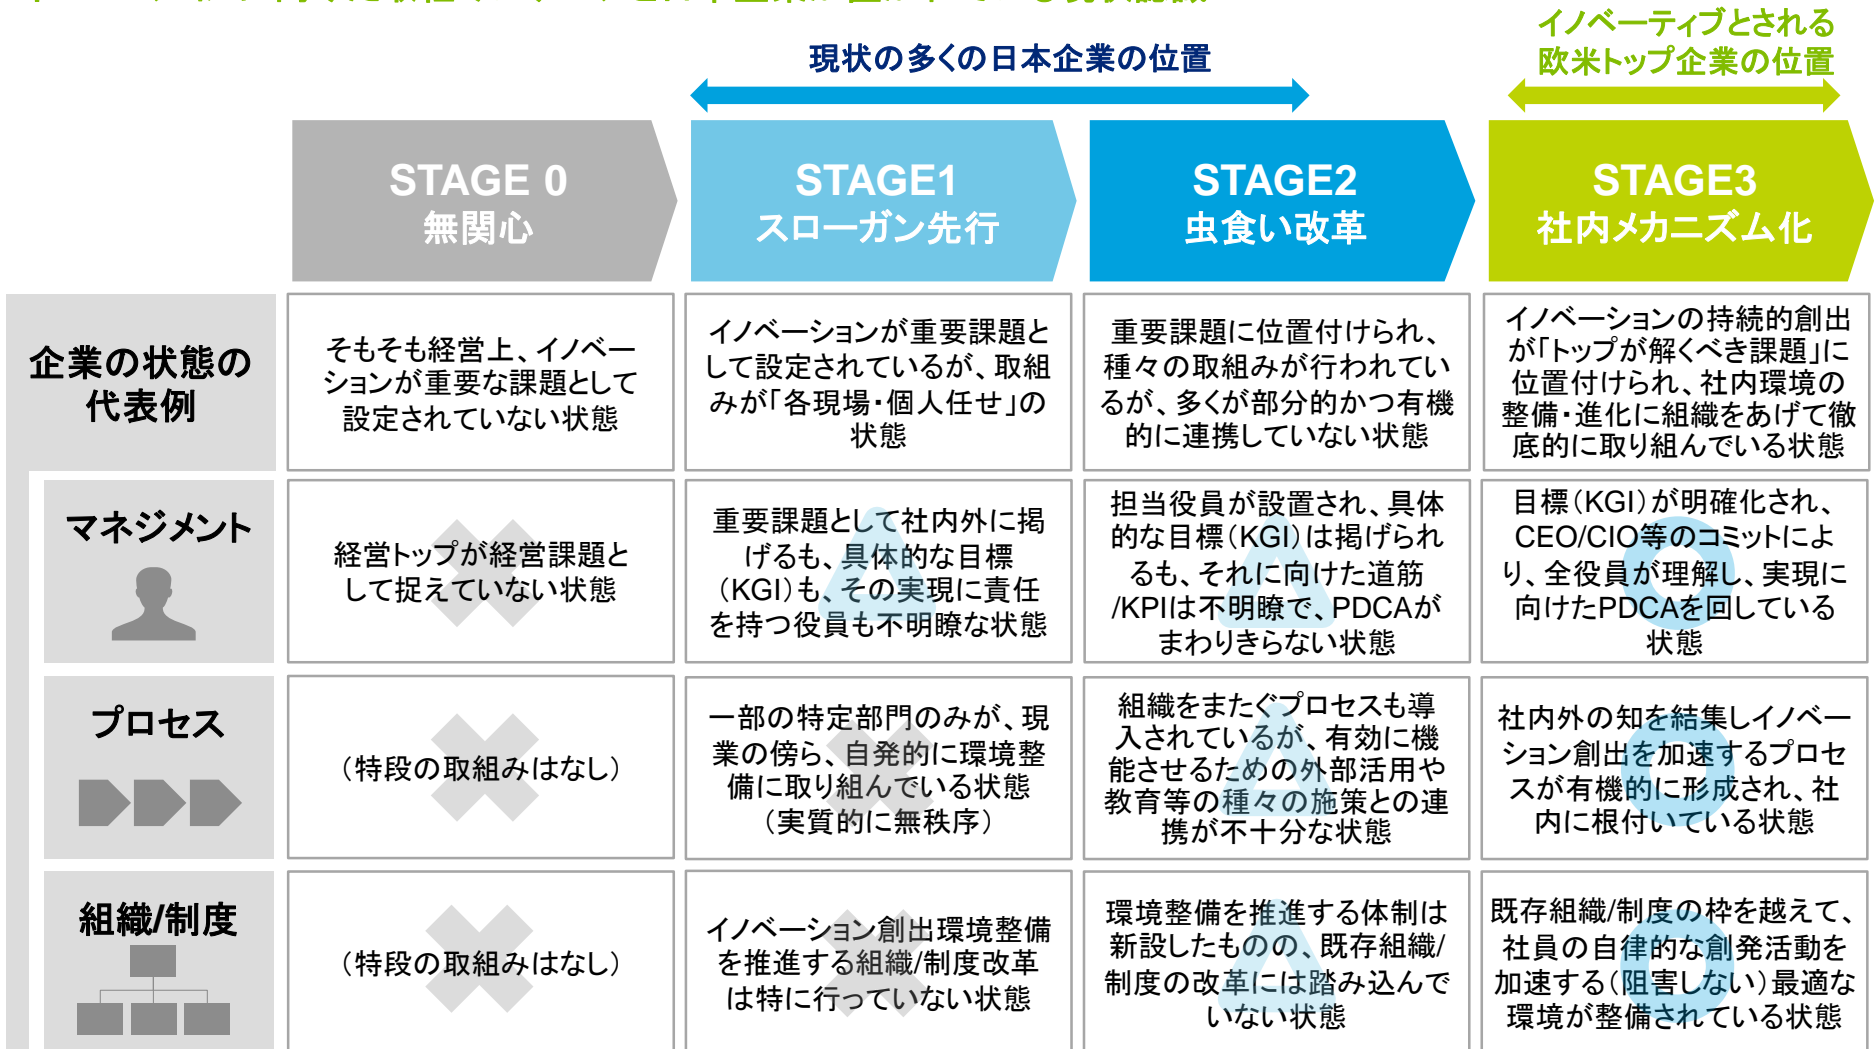 イノベーティブとされる
欧米トップ企業の位置
現状の多くの日本企業の位置
STAGE 0
無関心
STAGE1
スローガン先行
STAGE2
虫食い改革
STAGE3
社内メカニズム化
企業の状態の
代表例
そもそも経営上、イノベー
ションが重要な課題として
設定されていない状態
イノベーションが重要課題と
して設定されているが、取組
みが「各現場・個人任せ」の
状態
重要課題に位置付けられ、
種々の取組みが行われてい
るが、多くが部分的かつ有機
的に連携していない状態
イノベーションの持続的創出
が「トップが解くべき課題」に
位置付けられ、社内環境の
整備・進化に組織をあげて徹
底的に取り組んでいる状態
マネジメント
経営トップが経営課題と
して捉えていない状態
重要課題として社内外に掲
げるも、具体的な目標
(KGI)も、その実現に責任
を持つ役員も不明瞭な状態
担当役員が設置され、具体
的な目標(KGI)は掲げられ
るも、それに向けた道筋
/KPIは不明瞭で、PDCAが
まわりきらない状態
目標(KGI)が明確化され、
CEO/CIO等のコミットによ
り、全役員が理解し、実現に
向けたPDCAを回している
状態
プロセス
(特段の取組みはなし)
一部の特定部門のみが、現
業の傍ら、自発的に環境整
備に取り組んでいる状態
(実質的に無秩序)
組織をまたぐプロセスも導
入されているが、有効に機
能させるための外部活用や
教育等の種々の施策との連
携が不十分な状態
社内外の知を結集しイノベー
ション創出を加速するプロセ
スが有機的に形成され、社
内に根付いている状態
組織/制度
(特段の取組みはなし)
イノベーション創出環境整備
を推進する組織/制度改革
は特に行っていない状態
環境整備を推進する体制は
新設したものの、既存組織/
制度の改革には踏み込んで
いない状態
既存組織/制度の枠を越えて、
社員の自律的な創発活動を
加速する(阻害しない)最適な
環境が整備されている状態